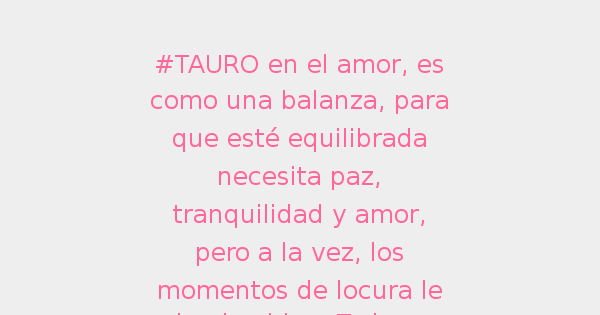 #TAURO en el amor, es
como una balanza, para
que esté equilibrada
necesita paz,
tranquilidad y amor,
pero a la vez, los
momentos de locura le